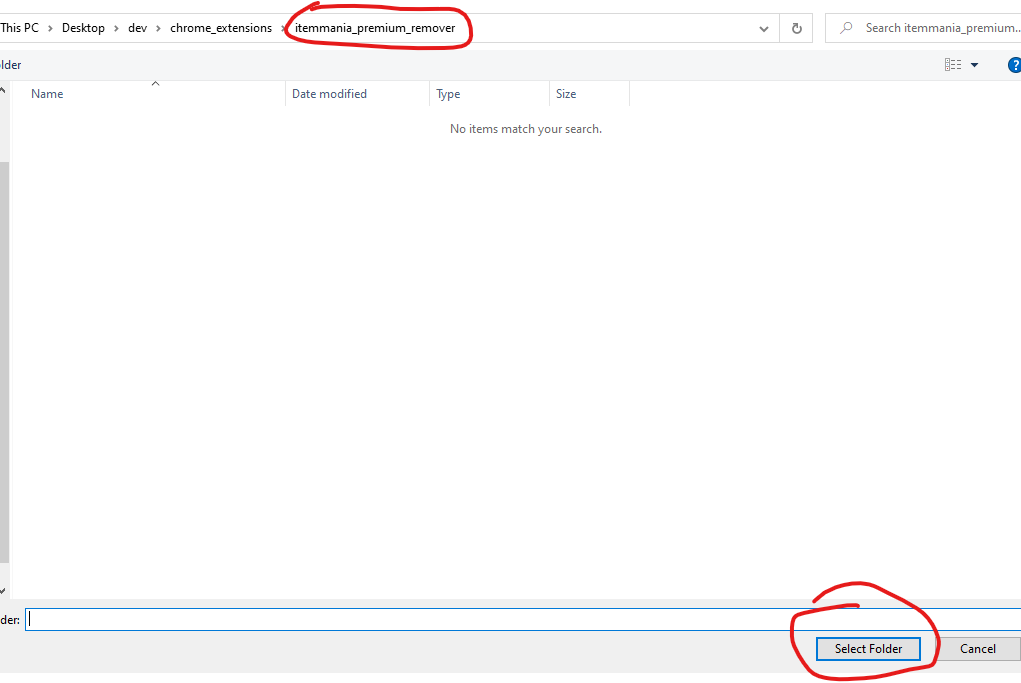 This PC > Desktop > dev > chrome_extensions > itemmania_premium_remover
Search itemmania_premium...
lder
Name Date modified Type Size
No items match your search.
der:
Select Folder Cancel